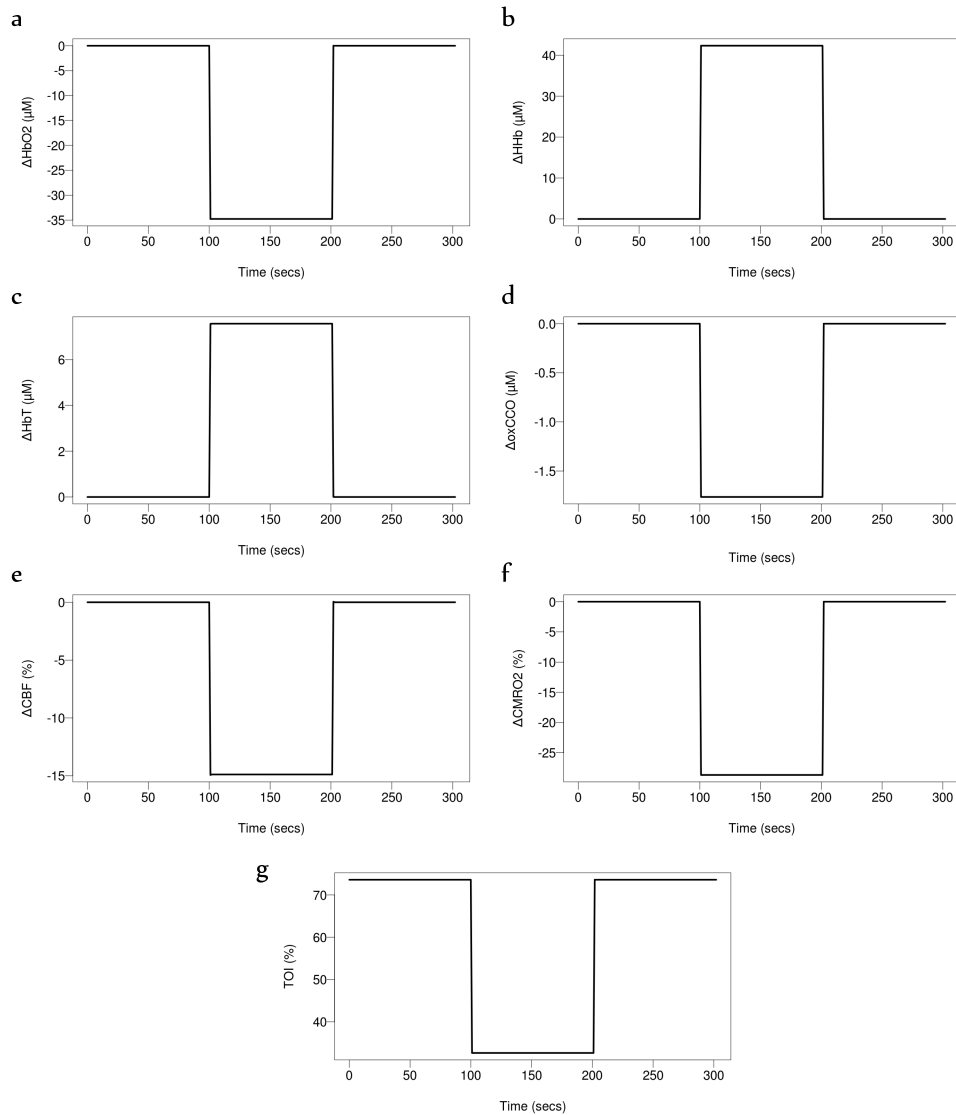 a
ΔHbO2 (μM)
0
-5
-10
-15
-20
-25
-30
-35
0 50 100 150 200 250 300
Time (secs)
b
ΔHHb (μM)
40
30
20
10
0
0 50 100 150 200 250 300
Time (secs)
c
ΔHbT (μM)
6
4
2
0
0 50 100 150 200 250 300
Time (secs)
d
ΔoxCCO (μM)
0.0
-0.5
-1.0
-1.5
0 50 100 150 200 250 300
Time (secs)
e
ΔCBF (%)
0
-5
-10
-15
0 50 100 150 200 250 300
Time (secs)
f
ΔCMRO2 (%)
0
-5
-10
-15
-20
-25
0 50 100 150 200 250 300
Time (secs)
g
TOI (%)
70
60
50
40
0 50 100 150 200 250 300
Time (secs)